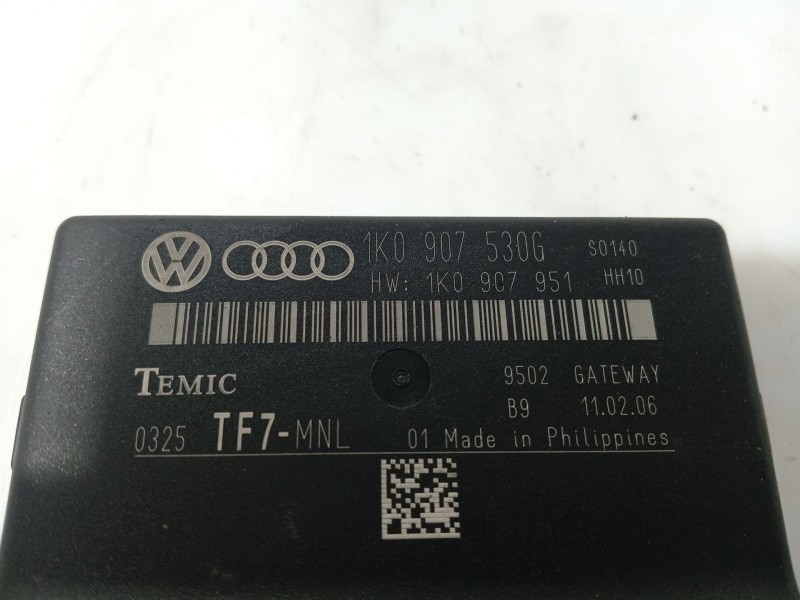 1K0 907 530G S0140
HW: 1K0 907 951 HH10
TEMIC 9502 GATEWAY
B9 11.02.06
0325 TF7-MNL 01 Made in Philippines